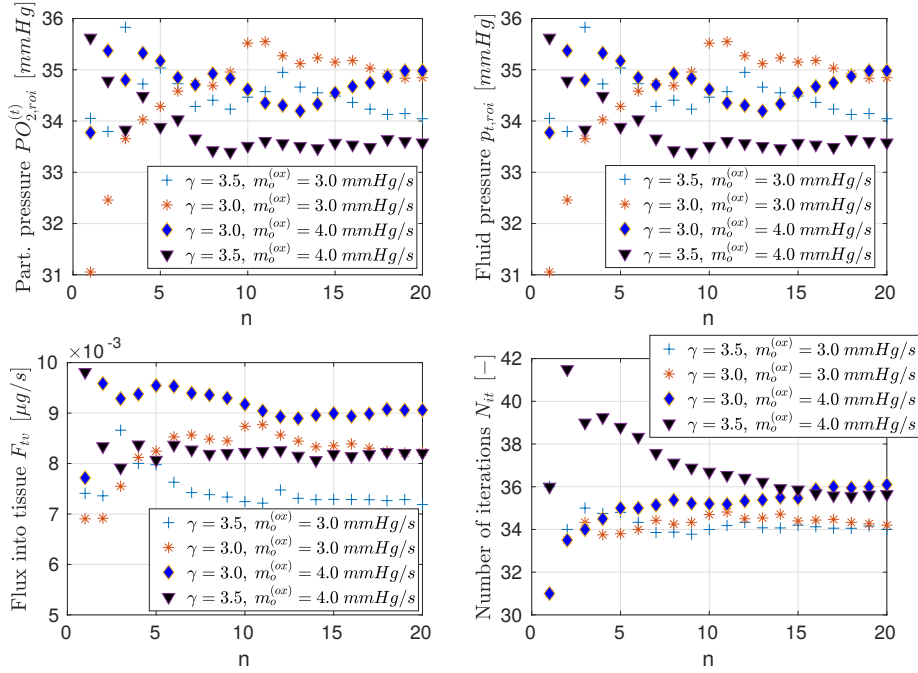 Part. pressure $PO_{2,roi}^{(t)}$ $[mmHg]$
36
35
34
33
32
31
0 5 10 15 20
n
γ = 3.5, $m_o^{(ox)}$ = 3.0 mmHg/s
γ = 3.0, $m_o^{(ox)}$ = 3.0 mmHg/s
γ = 3.0, $m_o^{(ox)}$ = 4.0 mmHg/s
γ = 3.5, $m_o^{(ox)}$ = 4.0 mmHg/s
Fluid pressure $p_{t,roi}$ $[mmHg]$
36
35
34
33
32
31
0 5 10 15 20
n
γ = 3.5, $m_o^{(ox)}$ = 3.0 mmHg/s
γ = 3.0, $m_o^{(ox)}$ = 3.0 mmHg/s
γ = 3.0, $m_o^{(ox)}$ = 4.0 mmHg/s
γ = 3.5, $m_o^{(ox)}$ = 4.0 mmHg/s
Flux into tissue $F_{tv}$ $[μg/s]$
×10$^{-3}$
10
9
8
7
6
5
0 5 10 15 20
n
γ = 3.5, $m_o^{(ox)}$ = 3.0 mmHg/s
γ = 3.0, $m_o^{(ox)}$ = 3.0 mmHg/s
γ = 3.0, $m_o^{(ox)}$ = 4.0 mmHg/s
γ = 3.5, $m_o^{(ox)}$ = 4.0 mmHg/s
Number of iterations $N_{it}$ [−]
42
40
38
36
34
32
30
0 5 10 15 20
n
γ = 3.5, $m_o^{(ox)}$ = 3.0 mmHg/s
γ = 3.0, $m_o^{(ox)}$ = 3.0 mmHg/s
γ = 3.0, $m_o^{(ox)}$ = 4.0 mmHg/s
γ = 3.5, $m_o^{(ox)}$ = 4.0 mmHg/s